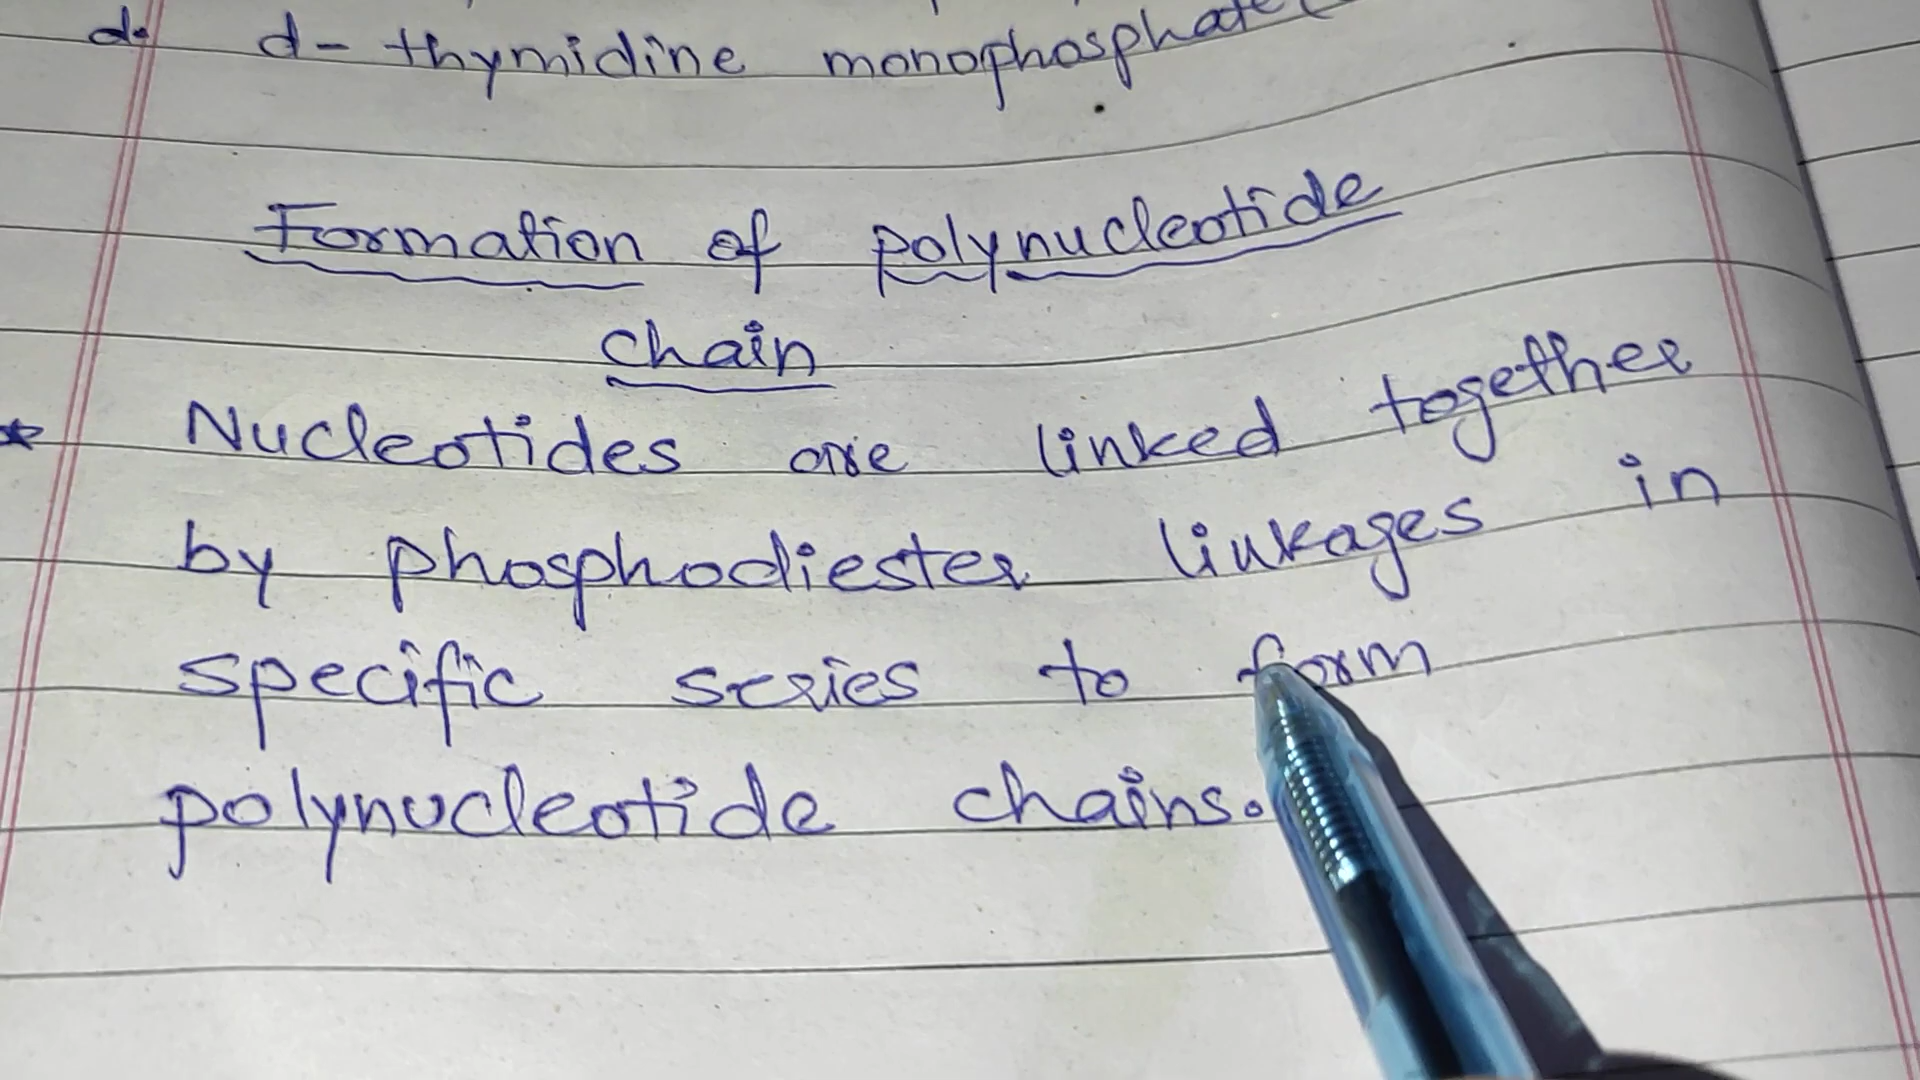 d. d- thymidine monophosphate (
Formation of polynucleotide
chain
* Nucleotides are linked together
by phosphodiester linkages in
specific series to form
polynucleotide chains.